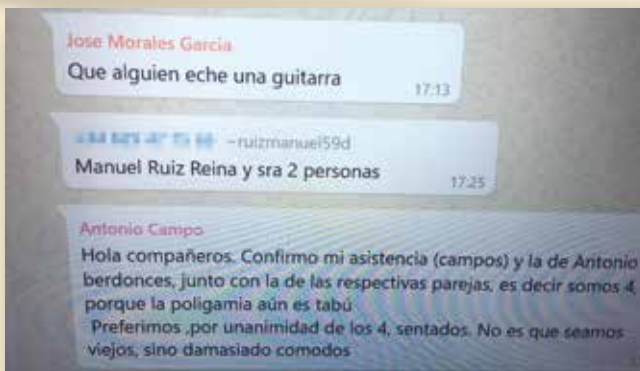 Jose Morales Garcia
Que alguien eche una guitarra
17:13
~ruizmanuel59d
Manuel Ruiz Reina y sra 2 personas
17:25
Antonio Campo
Hola compañeros. Confirmo mi asistencia (campos) y la de Antonio
berdonces, junto con la de las respectivas parejas, es decir somos 4,
porque la poligamia aún es tabú
Preferimos ,por unanimidad de los 4, sentados. No es que seamos
viejos, sino damasiado comodos